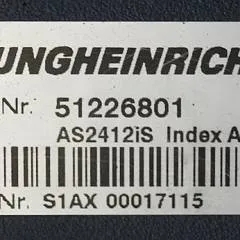 UNGHEINRICH
Nr. 51226801
AS2412iS Index A
Nr. S1AX 00017115